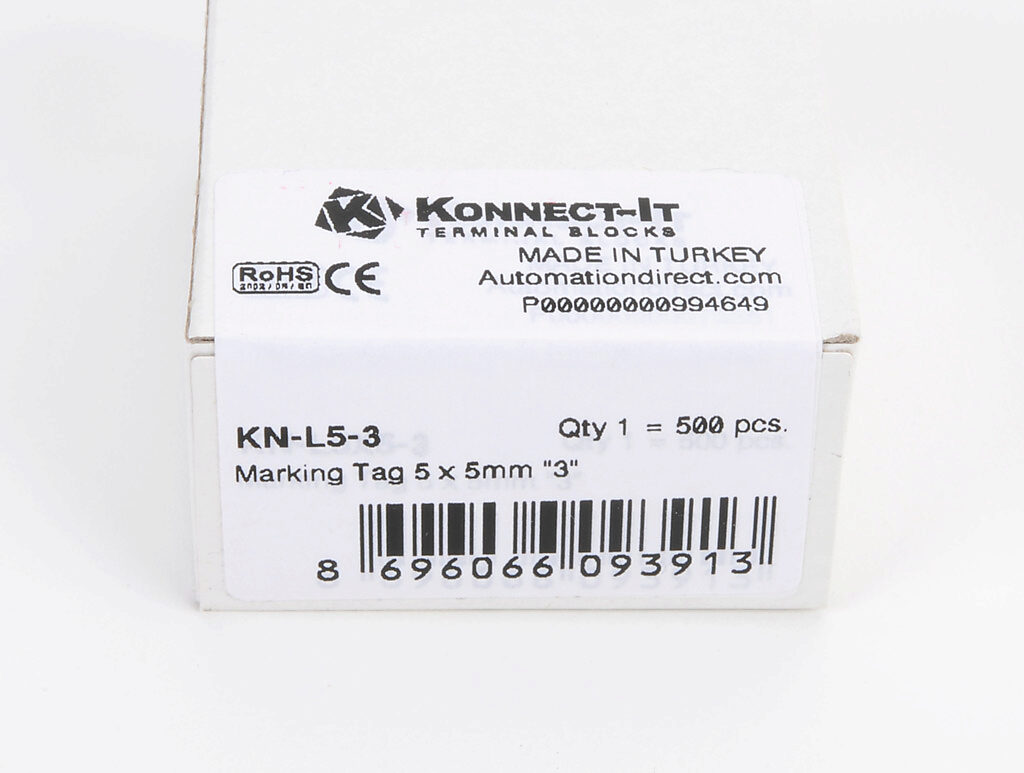 KONNECT-IT
TERMINAL BLOCKS
MADE IN TURKEY
RoHS CE Automationdirect.com
P00000000994649
KN-L5-3 Qty 1 = 500 pcs.
Marking Tag 5 x 5mm "3"
8 696066 093913